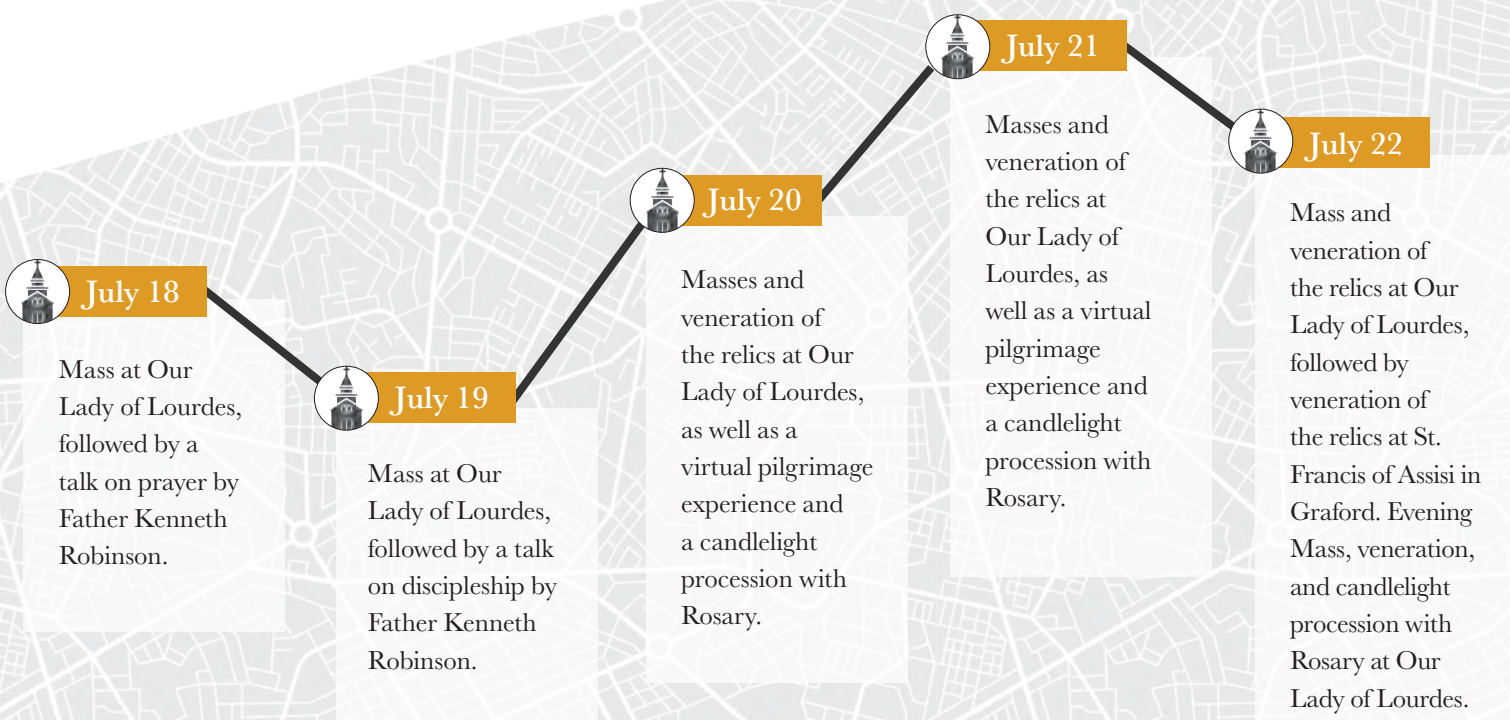 July 18
Mass at Our
Lady of Lourdes,
followed by a
talk on prayer by
Father Kenneth
Robinson.
July 19
Mass at Our
Lady of Lourdes,
followed by a talk
on discipleship by
Father Kenneth
Robinson.
July 20
Masses and
veneration of
the relics at Our
Lady of Lourdes,
as well as a
virtual pilgrimage
experience and
a candlelight
procession with
Rosary.
July 21
Masses and
veneration of
the relics at
Our Lady of
Lourdes, as
well as a virtual
pilgrimage
experience and
a candlelight
procession with
Rosary.
July 22
Mass and
veneration of
the relics at Our
Lady of Lourdes,
followed by
veneration of
the relics at St.
Francis of Assisi in
Graford. Evening
Mass, veneration,
and candlelight
procession with
Rosary at Our
Lady of Lourdes.